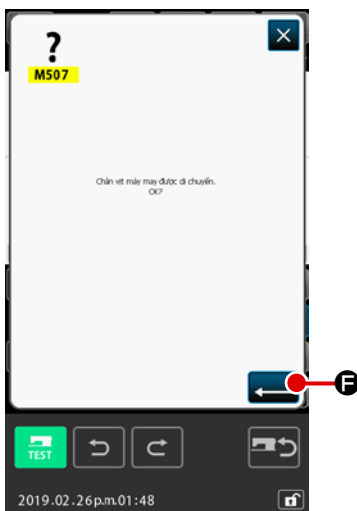 ?
M507
Chân vịt máy may được di chuyển.
OK?
F
TEST
2019.02.26p.m.01:48